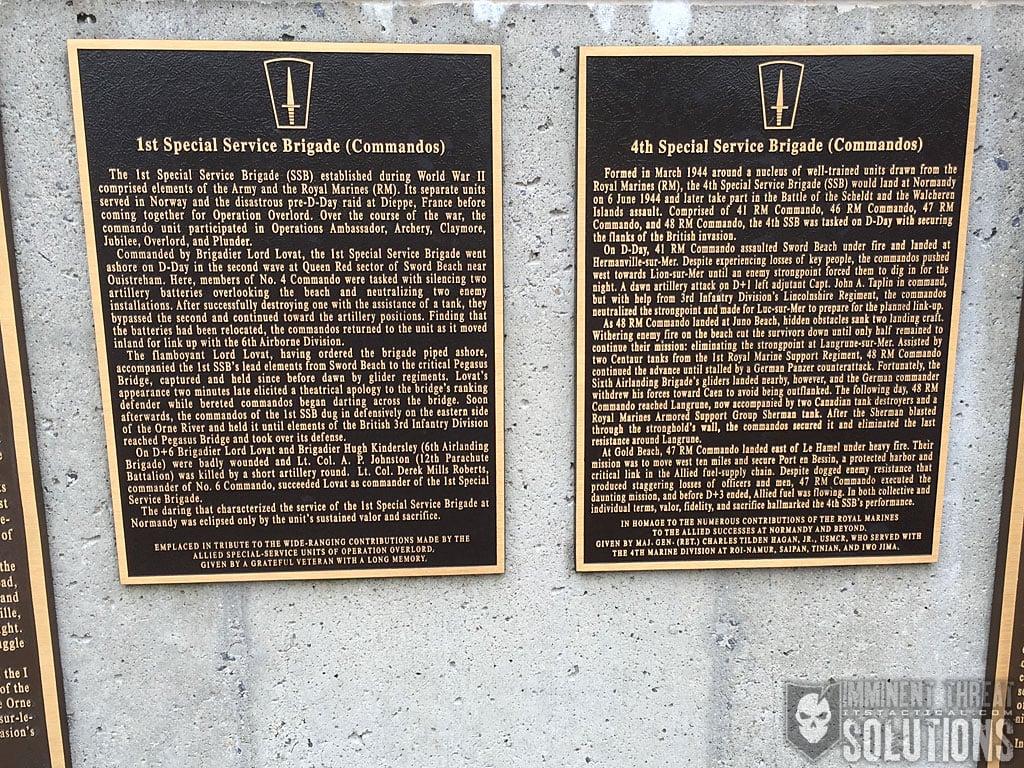 1st Special Service Brigade (Commandos)
The 1st Special Service Brigade (SSB) established during World War II
comprised elements of the Army and the Royal Marines (RM). Its separate units
served in Norway and the disastrous pre-D-Day raid at Dieppe, France before
coming together for Operation Overlord. Over the course of the war, the
commando unit participated in Operations Ambassador, Archery, Claymore,
Jubilee, Overlord, and Plunder.
Commanded by Brigadier Lord Lovat, the 1st Special Service Brigade went
ashore on D-Day in the second wave at Queen Red sector of Sword Beach near
Ouistreham. Here, members of No. 4 Commando were tasked with silencing two
artillery batteries overlooking the beach and neutralizing two enemy
installations. After successfully destroying one with the assistance of a tank, they
bypassed the second and continued toward the artillery positions. Finding that
the batteries had been relocated, the commandos returned to the unit as it moved
inland for link up with the 6th Airborne Division.
The flamboyant Lord Lovat, having ordered the brigade piped ashore,
accompanied the 1st SSB's lead elements from Sword Beach to the critical Pegasus
Bridge, captured and held since before dawn by glider regiments. Lovat's
appearance two minutes late elicited a theatrical apology to the bridge's ranking
defender while bereted commandos began darting across the bridge. Soon
afterwards, the commandos of the 1st SSB dug in defensively on the eastern side
of the Orne River and held it until elements of the British 3rd Infantry Division
reached Pegasus Bridge and took over its defense.
On D+6 Brigadier Lord Lovat and Brigadier Hugh Kindersley (6th Airlanding
Brigade) were badly wounded and Lt. Col. A. P. Johnston (12th Parachute
Battalion) was killed by a short artillery round. Lt. Col. Derek Mills Roberts,
commander of No. 6 Commando, succeeded Lovat as commander of the 1st Special
Service Brigade.
The daring that characterized the service of the 1st Special Service Brigade at
Normandy was eclipsed only by the unit's sustained valor and sacrifice.
EMPLACED IN TRIBUTE TO THE WIDE-RANGING CONTRIBUTIONS MADE BY THE
ALLIED SPECIAL-SERVICE UNITS OF OPERATION OVERLORD,
GIVEN BY A GRATEFUL VETERAN WITH A LONG MEMORY.
4th Special Service Brigade (Commandos)
Formed in March 1944 around a nucleus of well-trained units drawn from the
Royal Marines (RM), the 4th Special Service Brigade (SSB) would land at Normandy
on 6 June 1944 and later take part in the Battle of the Scheldt and the Walcheren
Islands assault. Comprised of 41 RM Commando, 46 RM Commando, 47 RM
Commando, and 48 RM Commando, the 4th SSB was tasked on D-Day with securing
the flanks of the British invasion.
On D-Day, 41 RM Commando assaulted Sword Beach under fire and landed at
Hermanville-sur-Mer. Despite experiencing losses of key people, the commandos pushed
west towards Lion-sur-Mer until an enemy strongpoint forced them to dig in for the
night. A dawn artillery attack on D+1 left adjutant Capt. John A. Taplin in command,
but with help from 3rd Infantry Division's Lincolnshire Regiment, the commandos
neutralized the strongpoint and made for Luc-sur-Mer to prepare for the planned link-up.
As 48 RM Commando landed at Juno Beach, hidden obstacles sank two landing craft.
Withering enemy fire on the beach cut the survivors down until only half remained to
continue their mission: eliminating the strongpoint at Langrune-sur-Mer. Assisted by
two Centaur tanks from the 1st Royal Marine Support Regiment, 48 RM Commando
continued the advance until stalled by a German Panzer counterattack. Fortunately, the
Sixth Airlanding Brigade's gliders landed nearby, however, and the German commander
withdrew his forces toward Caen to avoid being outflanked. The following day, 48 RM
Commando reached Langrune, now accompanied by two Canadian tank destroyers and a
Royal Marines Armored Support Group Sherman tank. After the Sherman blasted
through the stronghold's wall, the commandos secured it and eliminated the last
resistance around Langrune.
At Gold Beach, 47 RM Commando landed east of Le Hamel under heavy fire. Their
mission was to move west ten miles and secure Port en Bessin, a protected harbor and
critical link in the Allied fuel-supply chain. Despite dogged enemy resistance that
produced staggering losses of officers and men, 47 RM Commando executed the
daunting mission, and before D+3 ended, Allied fuel was flowing. In both collective and
individual terms, valor, fidelity, and sacrifice hallmarked the 4th SSB's performance.
IN HOMAGE TO THE NUMEROUS CONTRIBUTIONS OF THE ROYAL MARINES
TO THE ALLIED SUCCESSES AT NORMANDY AND BEYOND.
GIVEN BY MAJ. GEN. (RET.) CHARLES TILDEN HAGAN, JR., USMCR, WHO SERVED WITH
THE 4TH MARINE DIVISION AT ROI-NAMUR, SAIPAN, TINIAN, AND IWO JIMA.
of the
and
ille,
ght.
ggle
the I
of the
Orne
sur-le-
asion's
IMMINENT THREAT
ITSTACTICAL.COM
SOLUTIONS